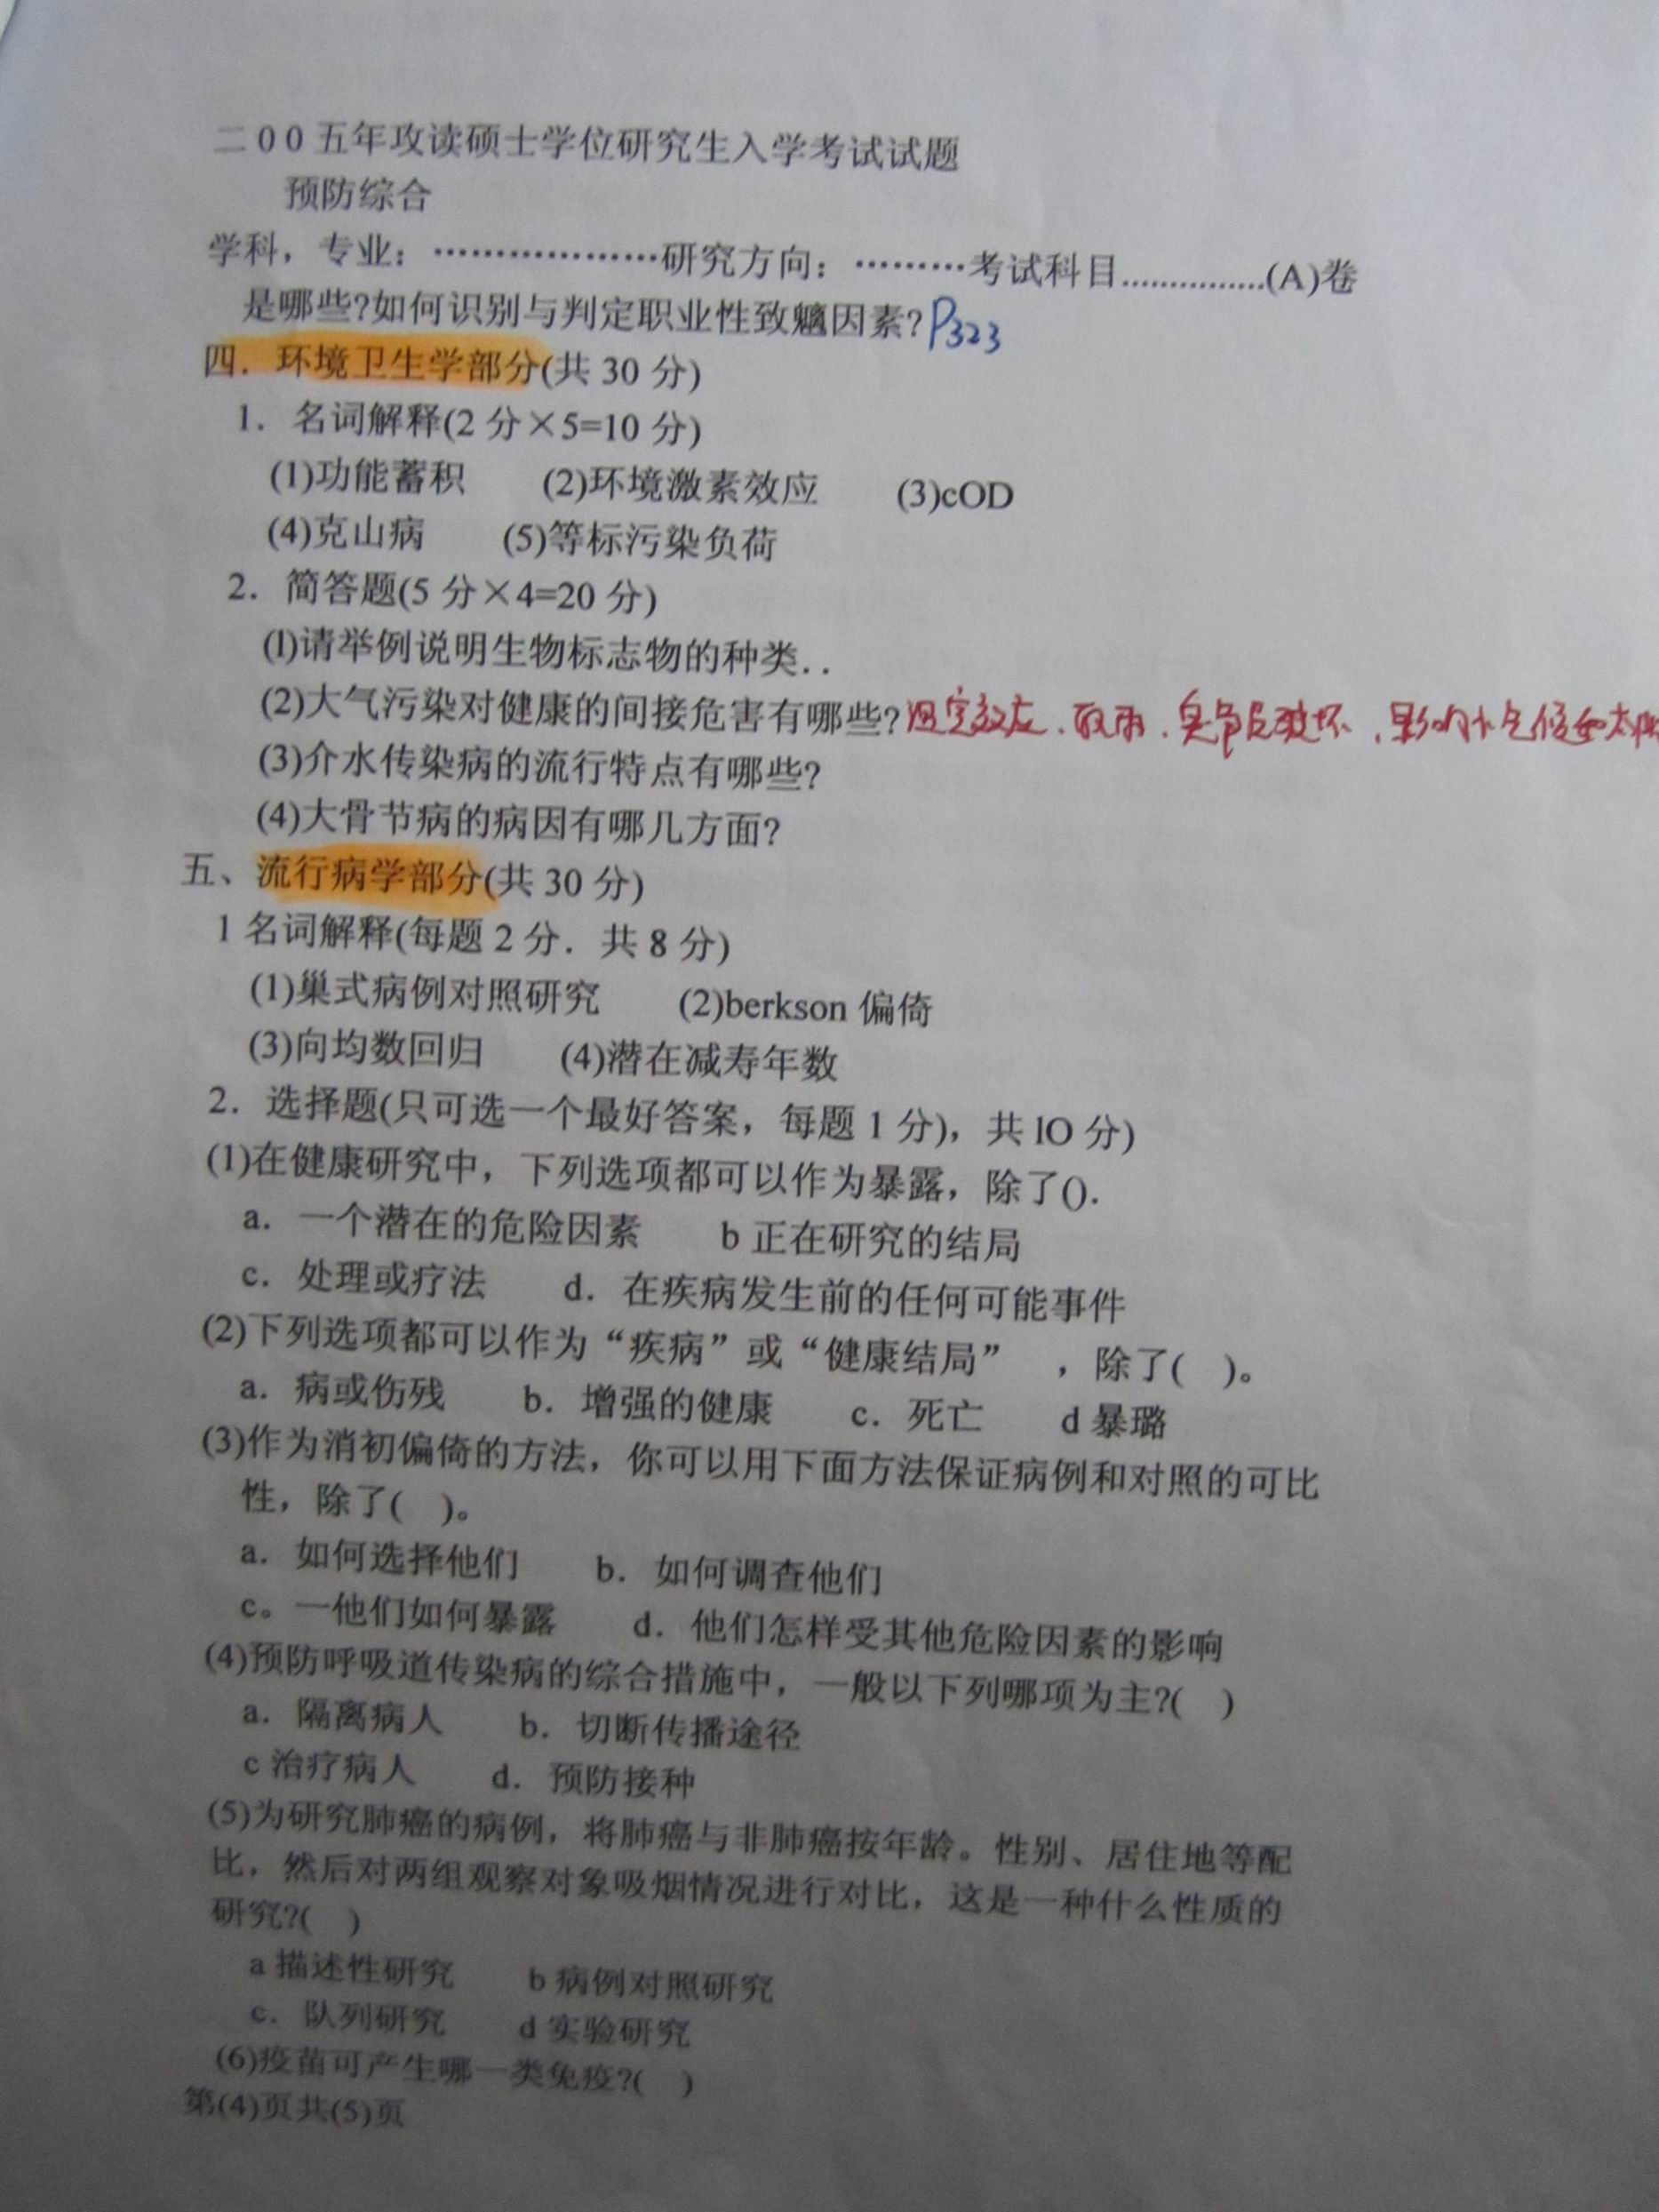 二00五年攻读硕士学位研究生入学考试试题
预防综合
学科，专业：………………研究方向：………考试科目...............(A)卷
是哪些?如何识别与判定职业性致魑因素?P323
四．环境卫生学部分(共 30 分)
1．名词解释(2 分×5=10 分)
(1)功能蓄积 (2)环境激素效应 (3)cOD
(4)克山病 (5)等标污染负荷
2．简答题(5 分×4=20 分)
(l)请举例说明生物标志物的种类．.
(2)大气污染对健康的间接危害有哪些?温室效应、酸雨、臭氧层破坏、影响小气候和太阳
(3)介水传染病的流行特点有哪些?
(4)大骨节病的病因有哪几方面?
五、流行病学部分(共 30 分)
1 名词解释(每题 2 分．共 8 分)
(1)巢式病例对照研究 (2)berkson 偏倚
(3)向均数回归 (4)潜在减寿年数
2．选择题(只可选一个最好答案，每题 1 分)，共 lO 分)
(1)在健康研究中，下列选项都可以作为暴露，除了().
a．一个潜在的危险因素 b 正在研究的结局
c．处理或疗法 d．在疾病发生前的任何可能事件
(2)下列选项都可以作为“疾病”或“健康结局” ，除了( )。
a．病或伤残 b．增强的健康 c．死亡 d 暴璐
(3)作为消初偏倚的方法，你可以用下面方法保证病例和对照的可比
性，除了( )。
a．如何选择他们 b．如何调查他们
c。一他们如何暴露 d．他们怎样受其他危险因素的影响
(4)预防呼吸道传染病的综合措施中，一般以下列哪项为主?( )
a．隔离病人 b．切断传播途径
c 治疗病人 d．预防接种
(5)为研究肺癌的病例，将肺癌与非肺癌按年龄。性别、居住地等配
比，然后对两组观察对象吸烟情况进行对比，这是一种什么性质的
研究?( )
a 描述性研究 b 病例对照研究
c．队列研究 d 实验研究
(6)疫苗可产生哪一类免疫?( )
第(4)页共(5)页